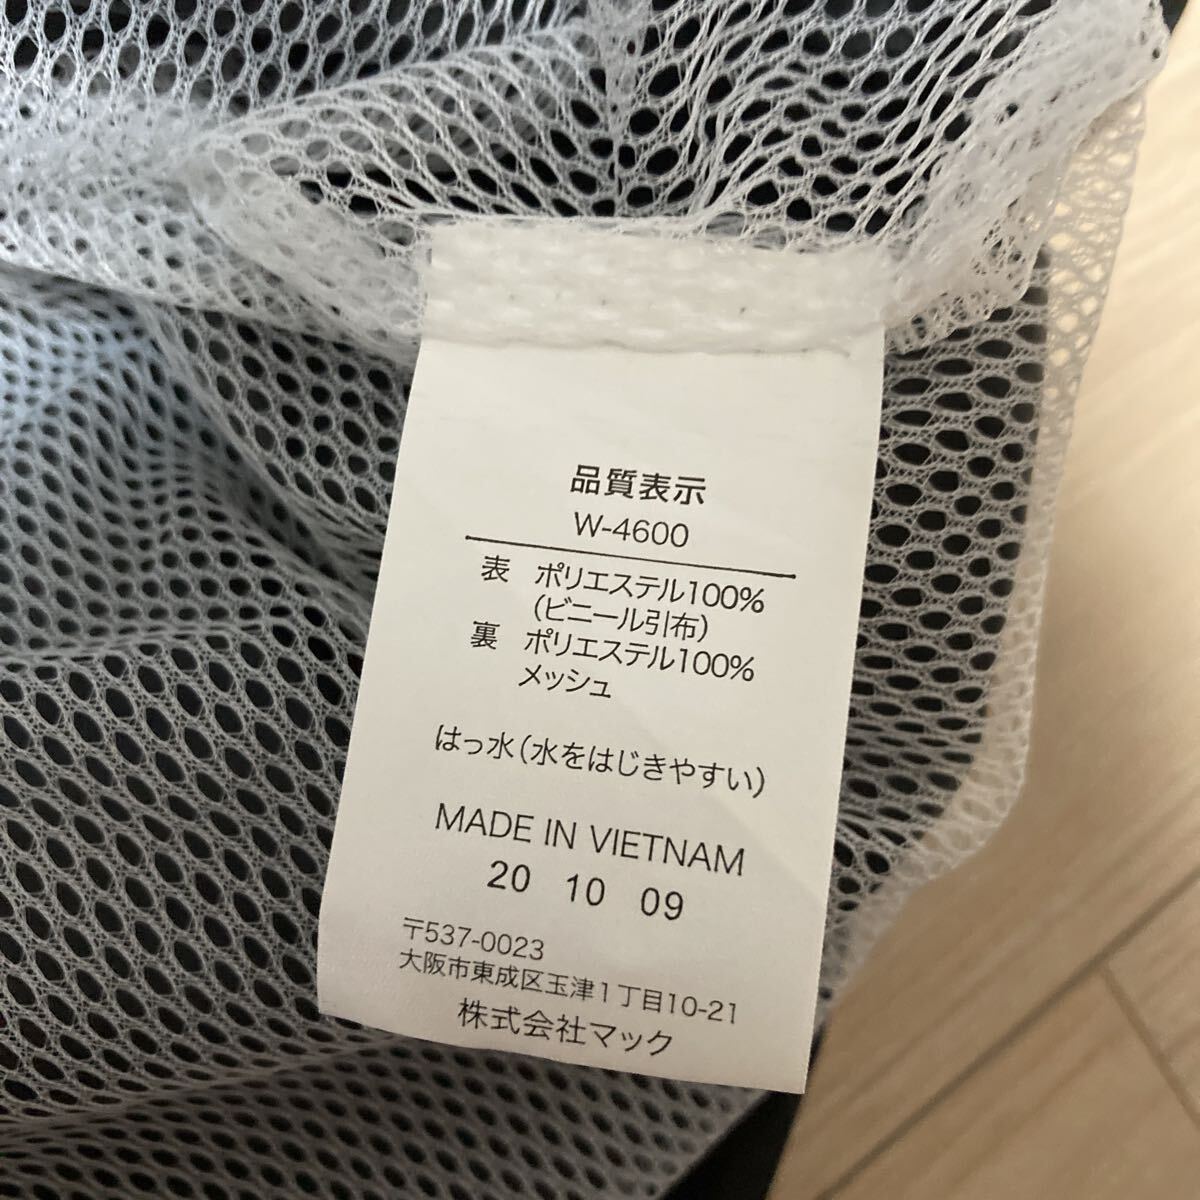 品質表示
W-4600
表 ポリエステル100%
(ビニール引布)
裏 ポリエステル100%
メッシュ
はっ水(水をはじきやすい)
MADE IN VIETNAM
20 10 09
〒537-0023
大阪市東成区玉津1丁目10-21
株式会社マック